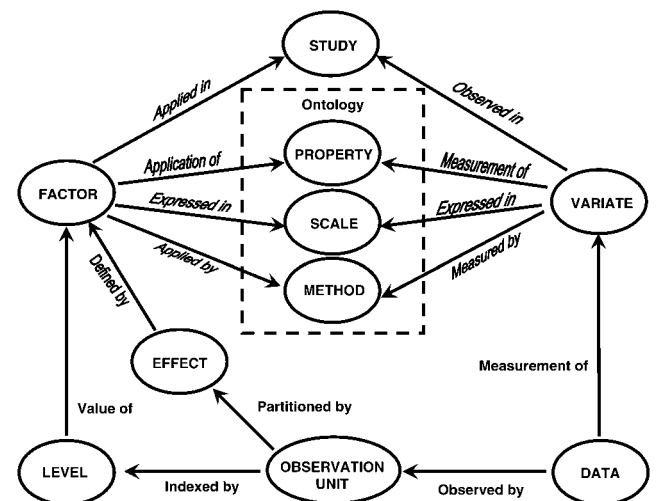 STUDY
Applied in
Observed in
Ontology
PROPERTY
Application of
Measurement of
FACTOR
VARIATE
Expressed in
Expressed in
SCALE
Applied by
Measured by
METHOD
Defined by
EFFECT
Measurement of
Value of
Partitioned by
LEVEL
Indexed by
OBSERVATION
UNIT
Observed by
DATA